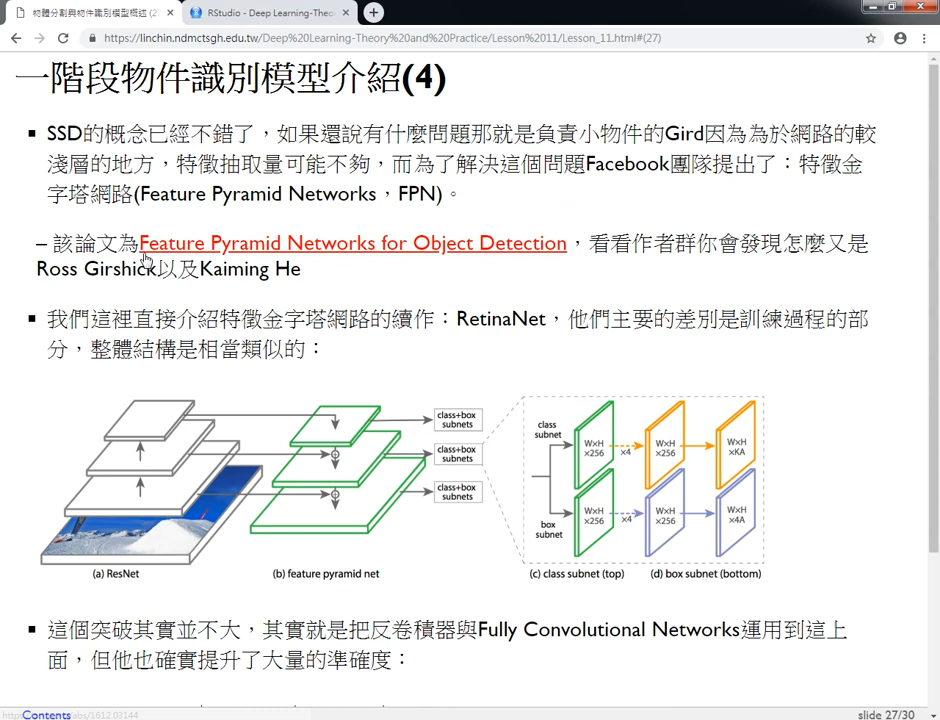 物體分割與物件識別模型概述 (2
RStudio - Deep Learning-Theo
https://linchin.ndmctsgh.edu.tw/Deep%20Learning-Theory%20and%20Practice/Lesson%2011/Lesson_11.html#(27)
一階段物件識別模型介紹(4)
SSD的概念已經不錯了，如果還說有什麼問題那就是負責小物件的Gird因為為於網路的較
淺層的地方，特徵抽取量可能不夠，而為了解決這個問題Facebook團隊提出了：特徵金
字塔網路(Feature Pyramid Networks，FPN)。
– 該論文為Feature Pyramid Networks for Object Detection，看看作者群你會發現怎麼又是
Ross Girshick以及Kaiming He
我們這裡直接介紹特徵金字塔網路的續作：RetinaNet，他們主要的差別是訓練過程的部
分，整體結構是相當類似的：
class+box
subnets
class+box
subnets
class+box
subnets
class
subnet
W×H
×256
×4
W×H
×256
W×H
×KA
box
subnet
W×H
×256
×4
W×H
×256
W×H
×4A
(a) ResNet
(b) feature pyramid net
(c) class subnet (top)
(d) box subnet (bottom)
這個突破其實並不大，其實就是把反卷積器與Fully Convolutional Networks運用到這上
面，但他也確實提升了大量的準確度：
Contents
/abs/1612.03144
slide 27/30